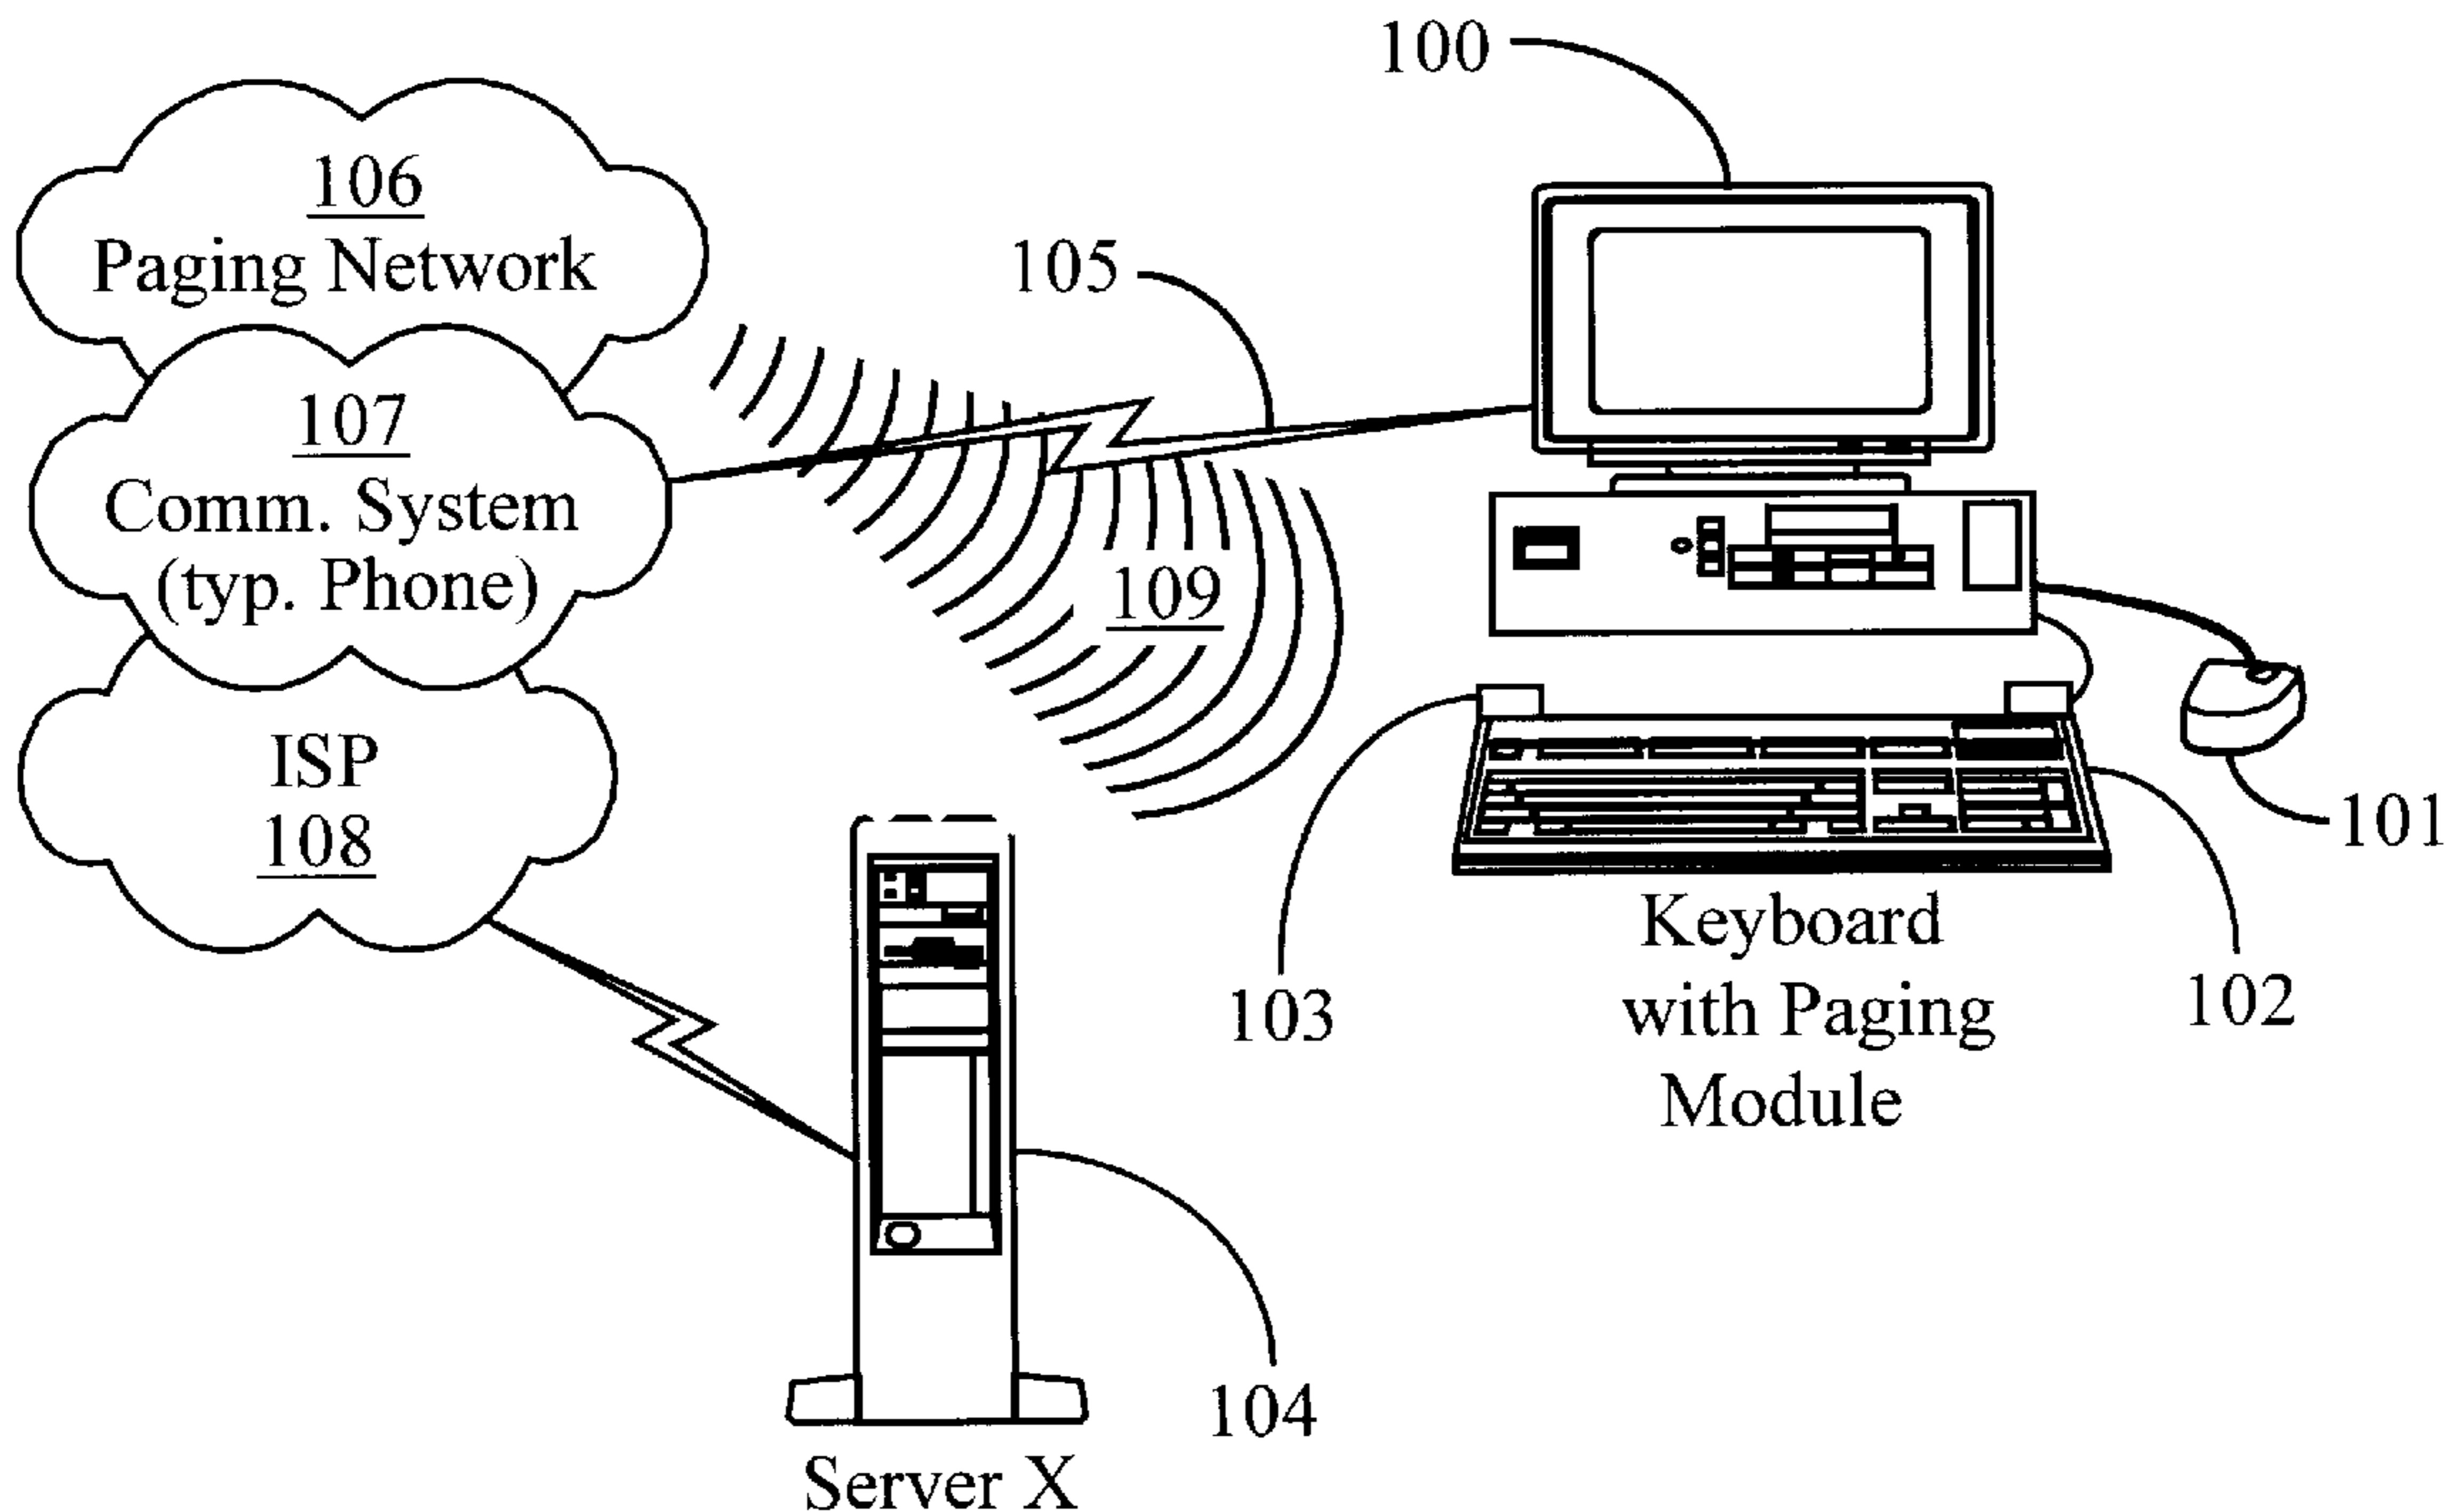 100
106
Paging Network
105
107
Comm. System
(typ. Phone)
109
ISP
108
101
Keyboard
with Paging
Module
103
102
104
Server X